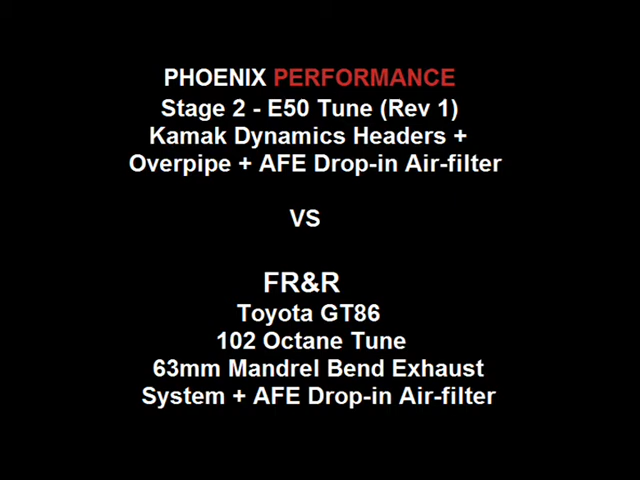 PHOENIX PERFORMANCE
Stage 2 - E50 Tune (Rev 1)
Kamak Dynamics Headers +
Overpipe + AFE Drop-in Air-filter
VS
FR&R
Toyota GT86
102 Octane Tune
63mm Mandrel Bend Exhaust
System + AFE Drop-in Air-filter